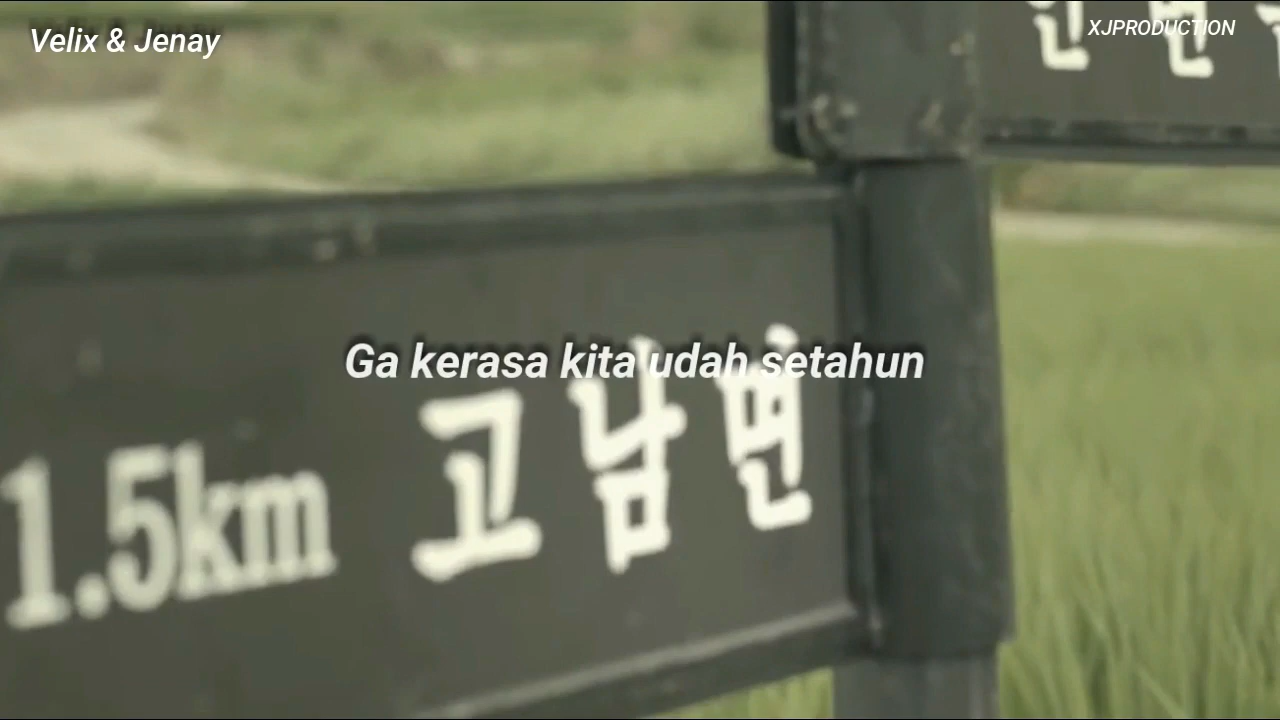 Velix & Jenay
XJPRODUCTION
Ga kerasa kita udah setahun
1.5km 고남면